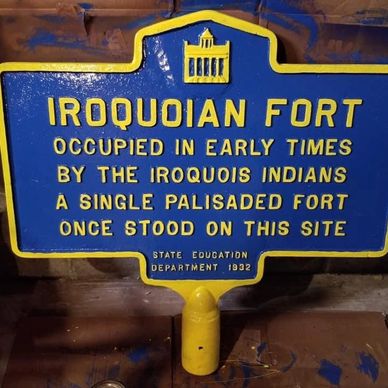 IROQUOIAN FORT
OCCUPIED IN EARLY TIMES
BY THE IROQUOIS INDIANS
A SINGLE PALISADED FORT
ONCE STOOD ON THIS SITE
STATE EDUCATION
DEPARTMENT 1932